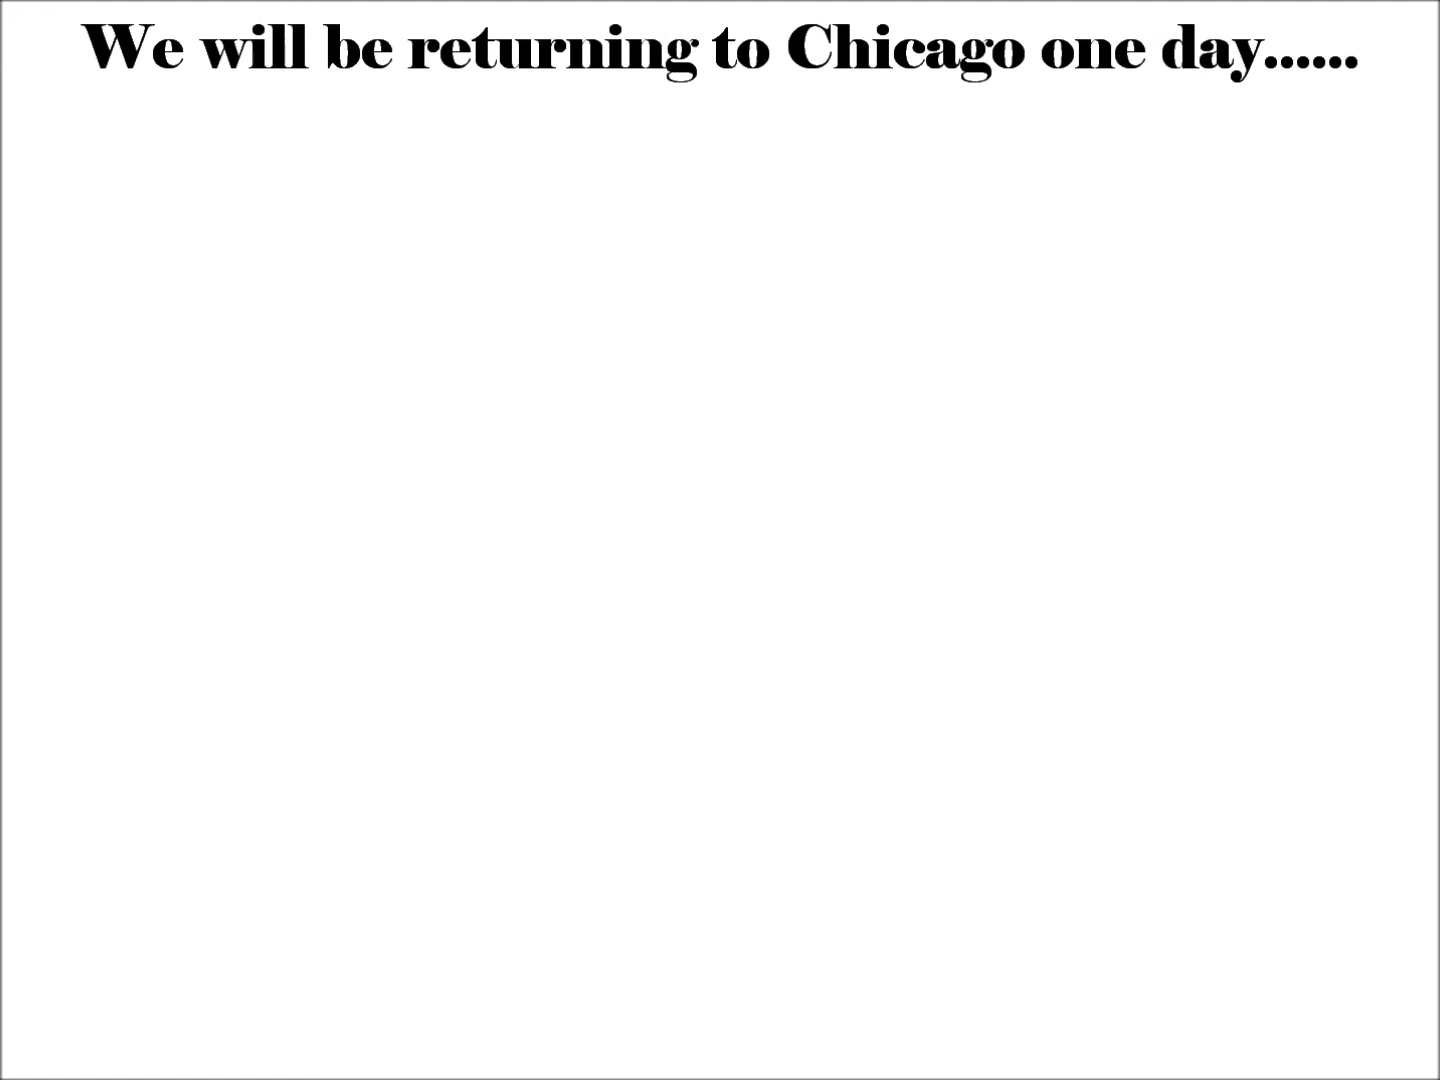 We will be returning to Chicago one day......